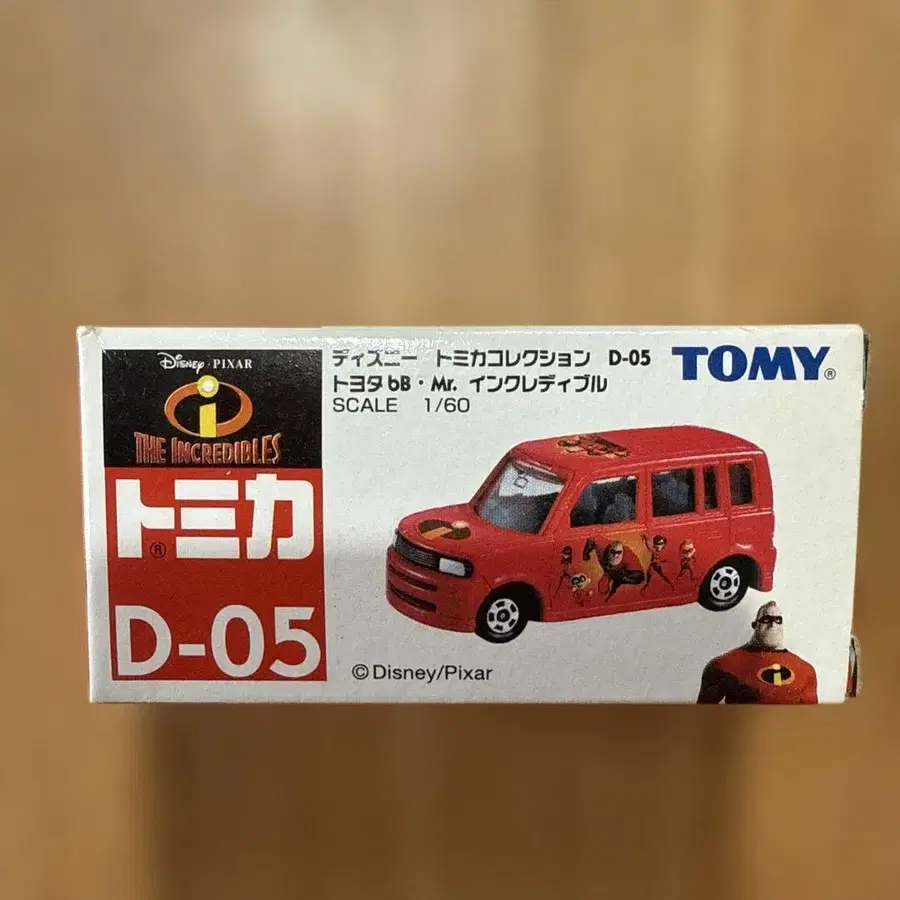 Disney · PIXAR
THE INCREDIBLES
トミカ®
D-05
ディズニー トミカコレクション D-05
トヨタ bB・Mr. インクレディブル
SCALE 1/60
TOMY®
©Disney/Pixar